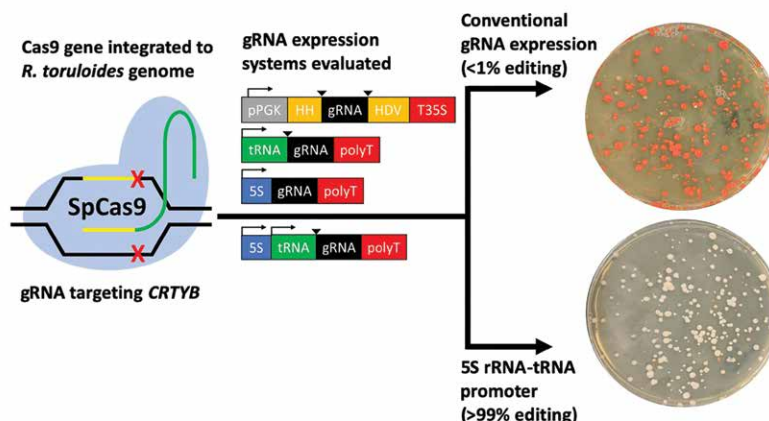 Cas9 gene integrated to
R. toruloides genome
SpCas9
gRNA targeting CRTYB
gRNA expression
systems evaluated
pPGK HH gRNA HDV T35S
tRNA gRNA polyT
5S gRNA polyT
5S tRNA gRNA polyT
Conventional
gRNA expression
(<1% editing)
5S rRNA-tRNA
promoter
(>99% editing)